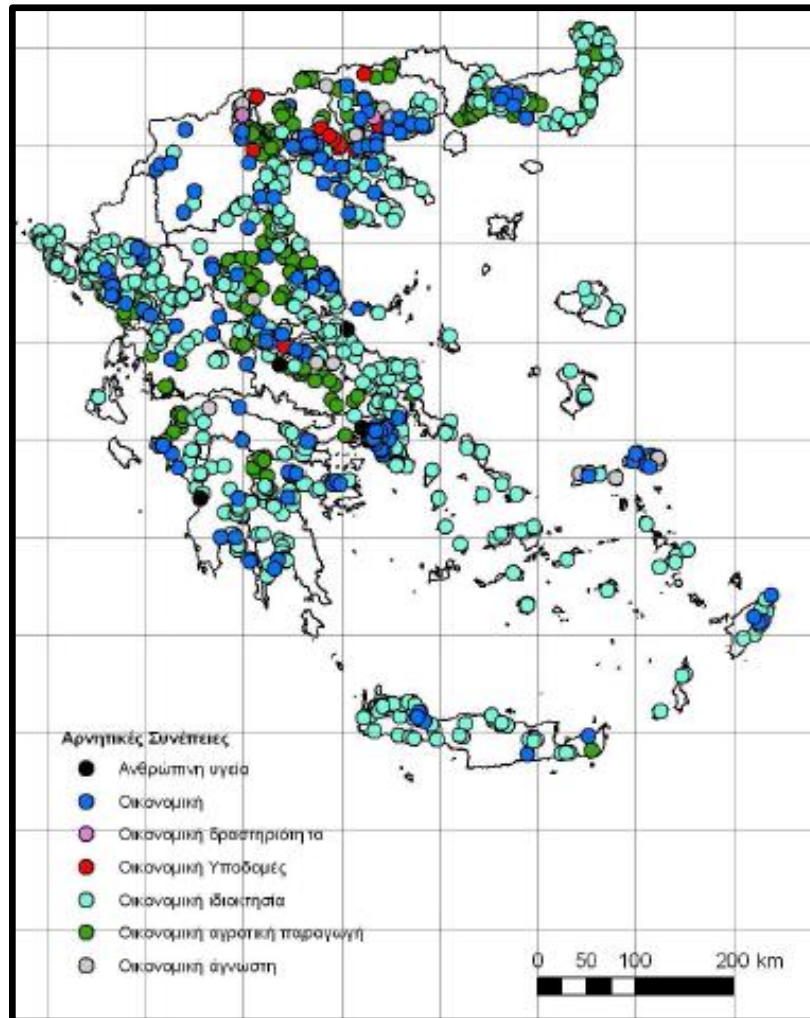 Αρνητικές Συνέπειες
Ανθρώπινη υγεία
Οικονομική
Οικονομική δραστηριότητα
Οικονομική Υποδομές
Οικονομική ιδιοκτησία
Οικονομική αγροτική παραγωγή
Οικονομική άγνωστη
0 50 100 200 km